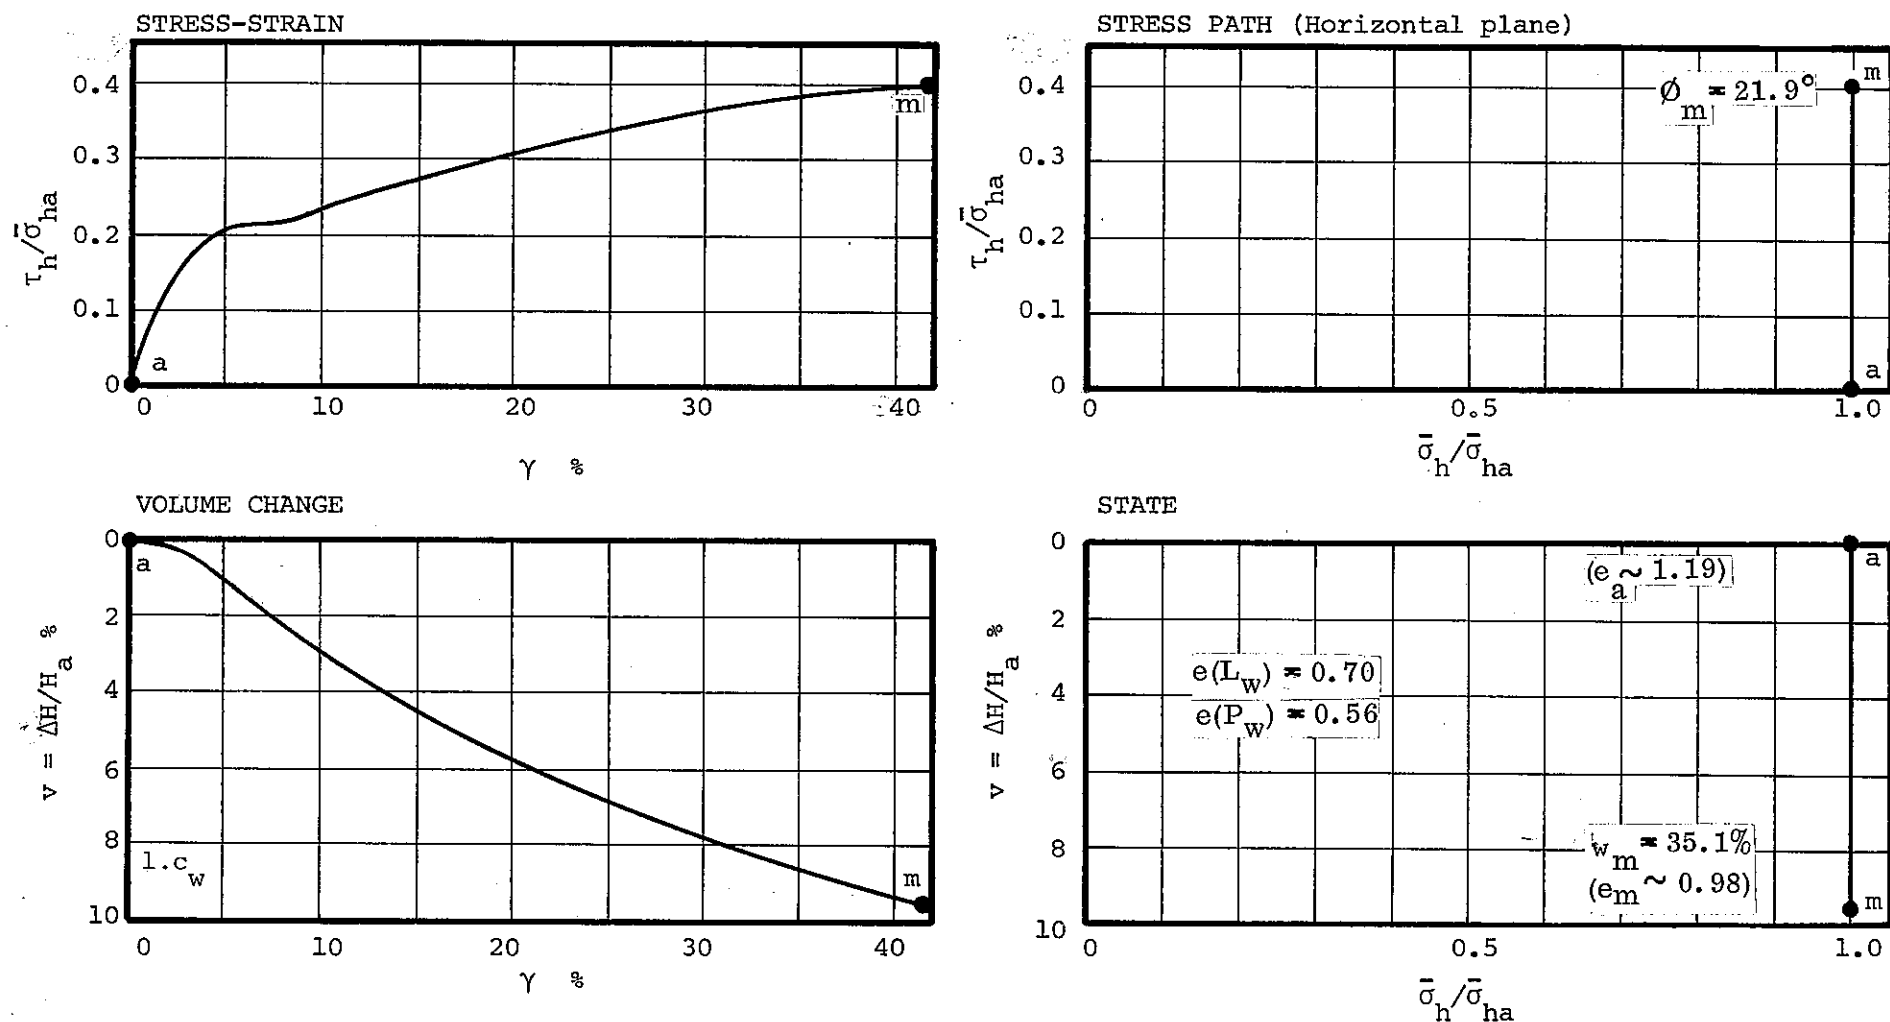 STRESS-STRAIN
0.4
0.3
0.2
0.1
0
τh/σ̄ha
a
m
0 10 20 30 40
γ %
STRESS PATH (Horizontal plane)
0.4
0.3
0.2
0.1
0
τh/σ̄ha
Øm = 21.9°
m
a
0 0.5 1.0
σ̄h/σ̄ha
VOLUME CHANGE
0
2
4
6
8
10
v = ΔH/Ha %
a
l.cw
m
0 10 20 30 40
γ %
STATE
0
2
4
6
8
10
v = ΔH/Ha %
a
(ea ~ 1.19)
e(Lw) = 0.70
e(Pw) = 0.56
wm = 35.1%
(em ~ 0.98)
m
0 0.5 1.0
σ̄h/σ̄ha